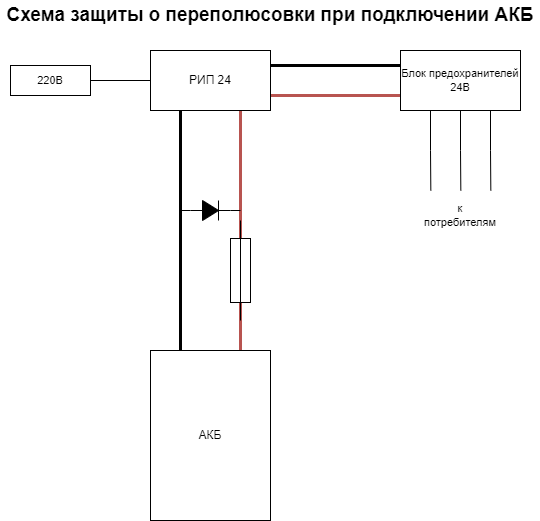 Схема защиты о переполюсовки при подключении АКБ
220В
РИП 24
Блок предохранителей
24В
к
потребителям
АКБ